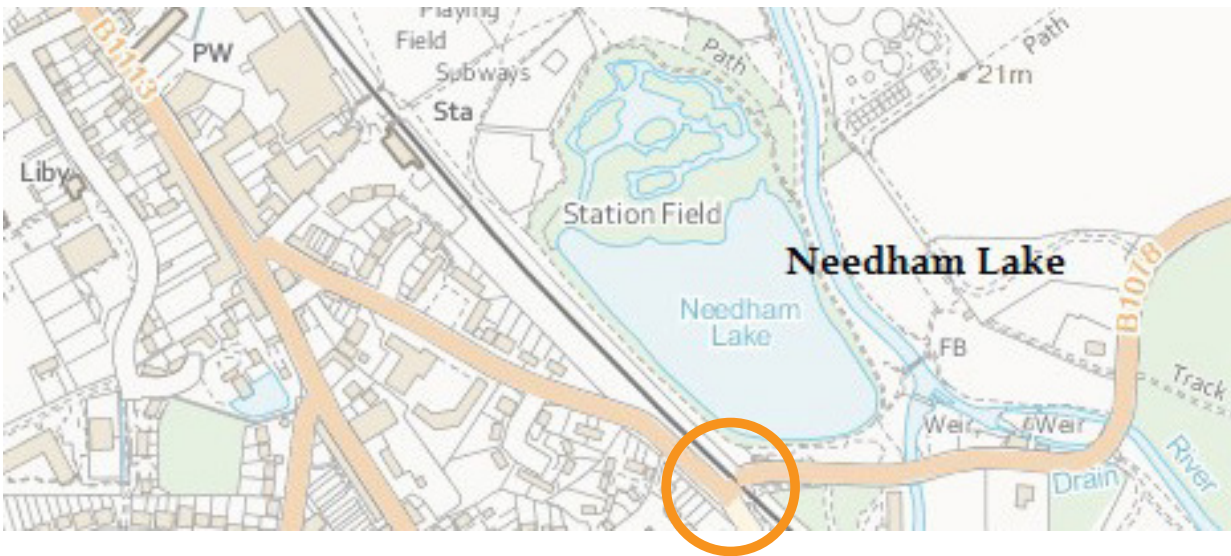 Playing
Field
B1113
PW
Subways
Sta
Path
Path
21m
Liby
Station Field
Needham Lake
Needham
Lake
B1078
FB
Track
Weir
Weir
Drain
River